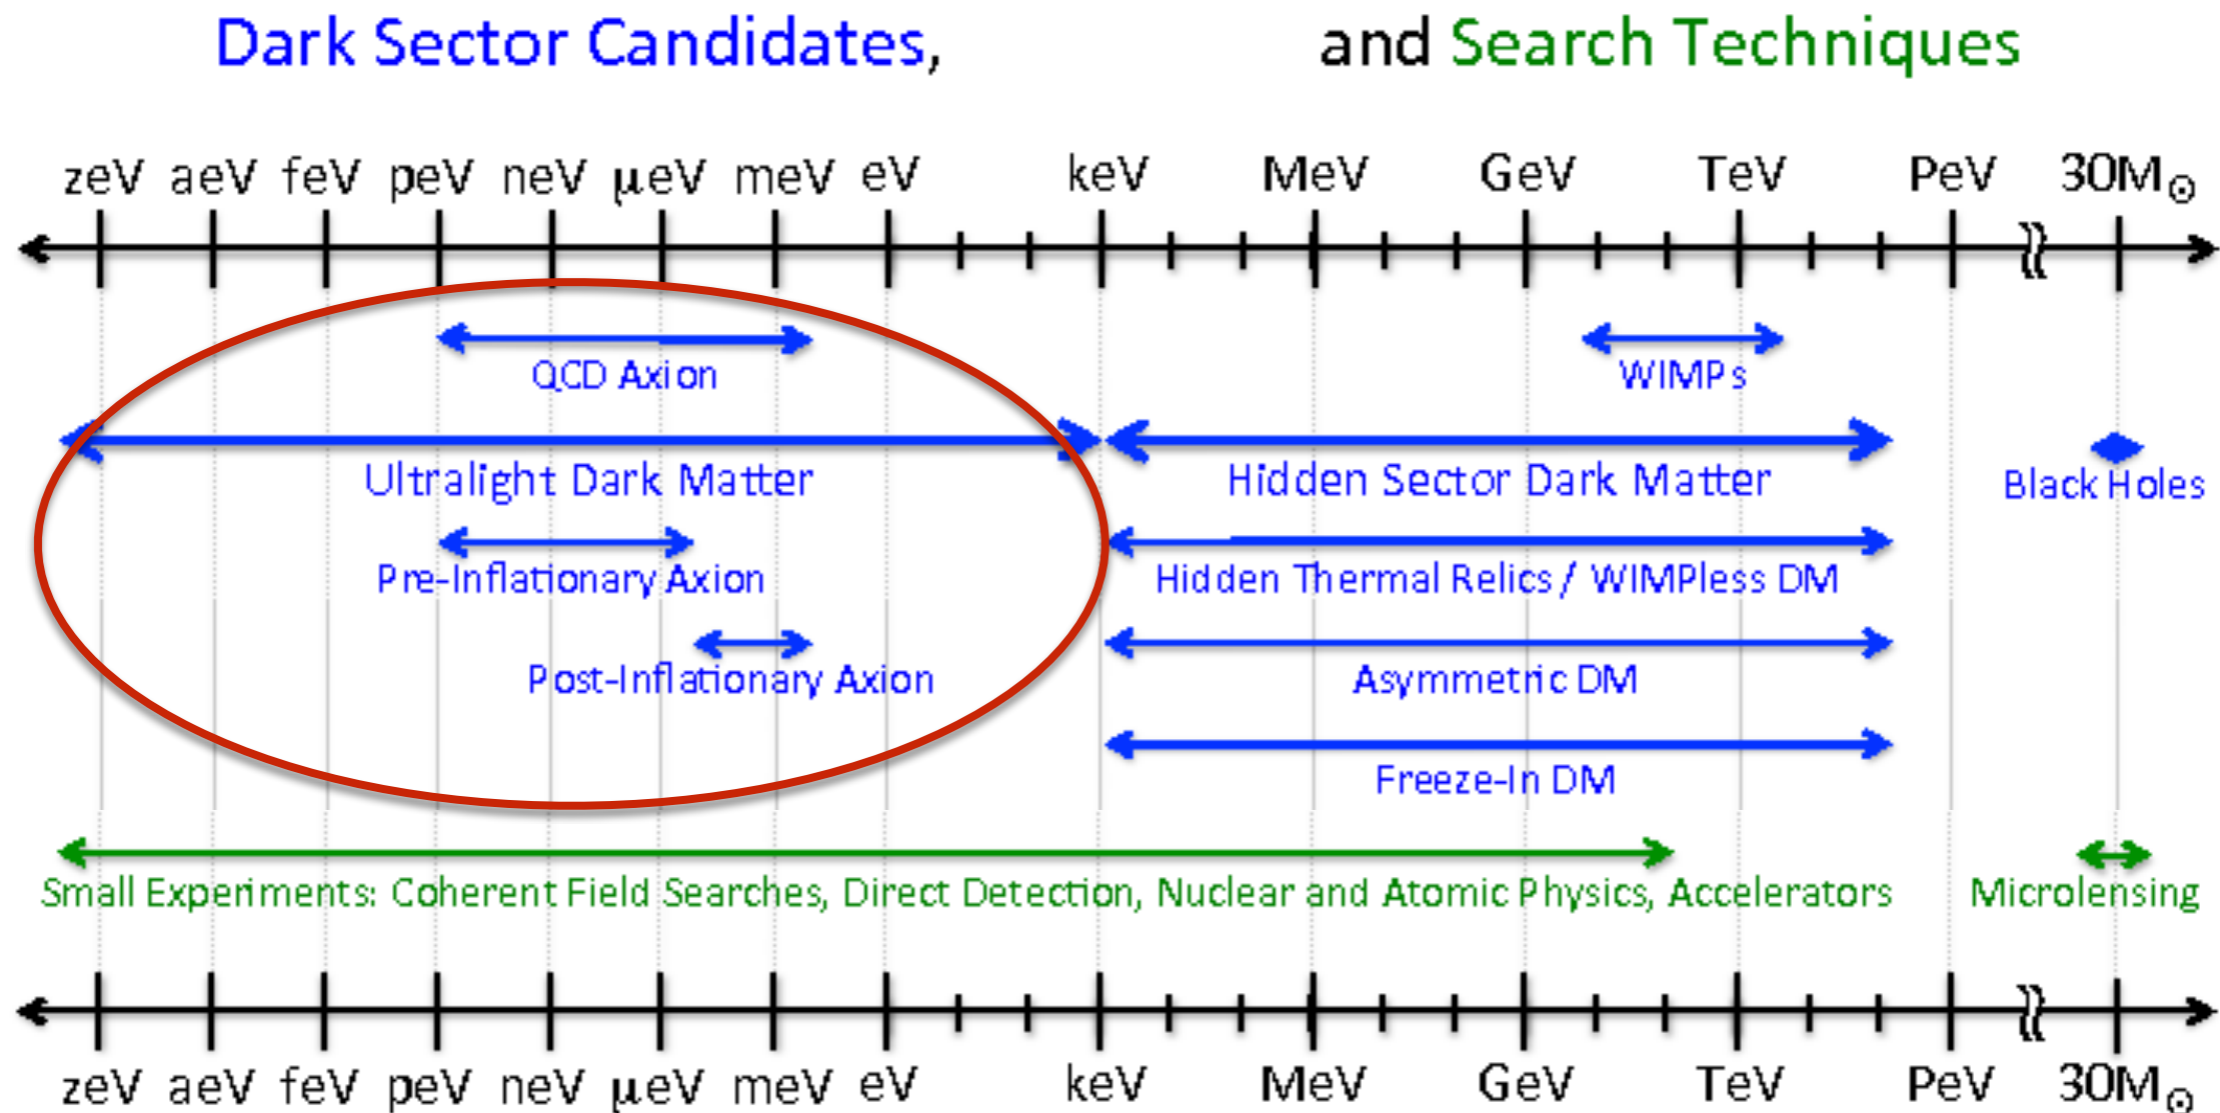 Dark Sector Candidates, and Search Techniques
zeV aeV feV peV neV μeV meV eV keV MeV GeV TeV PeV 30M☉
QCD Axion WIMPs
Ultralight Dark Matter Hidden Sector Dark Matter Black Holes
Pre-Inflationary Axion Hidden Thermal Relics / WIMPless DM
Post-Inflationary Axion Asymmetric DM
Freeze-In DM
Small Experiments: Coherent Field Searches, Direct Detection, Nuclear and Atomic Physics, Accelerators Microlensing
zeV aeV feV peV neV μeV meV eV keV MeV GeV TeV PeV 30M☉